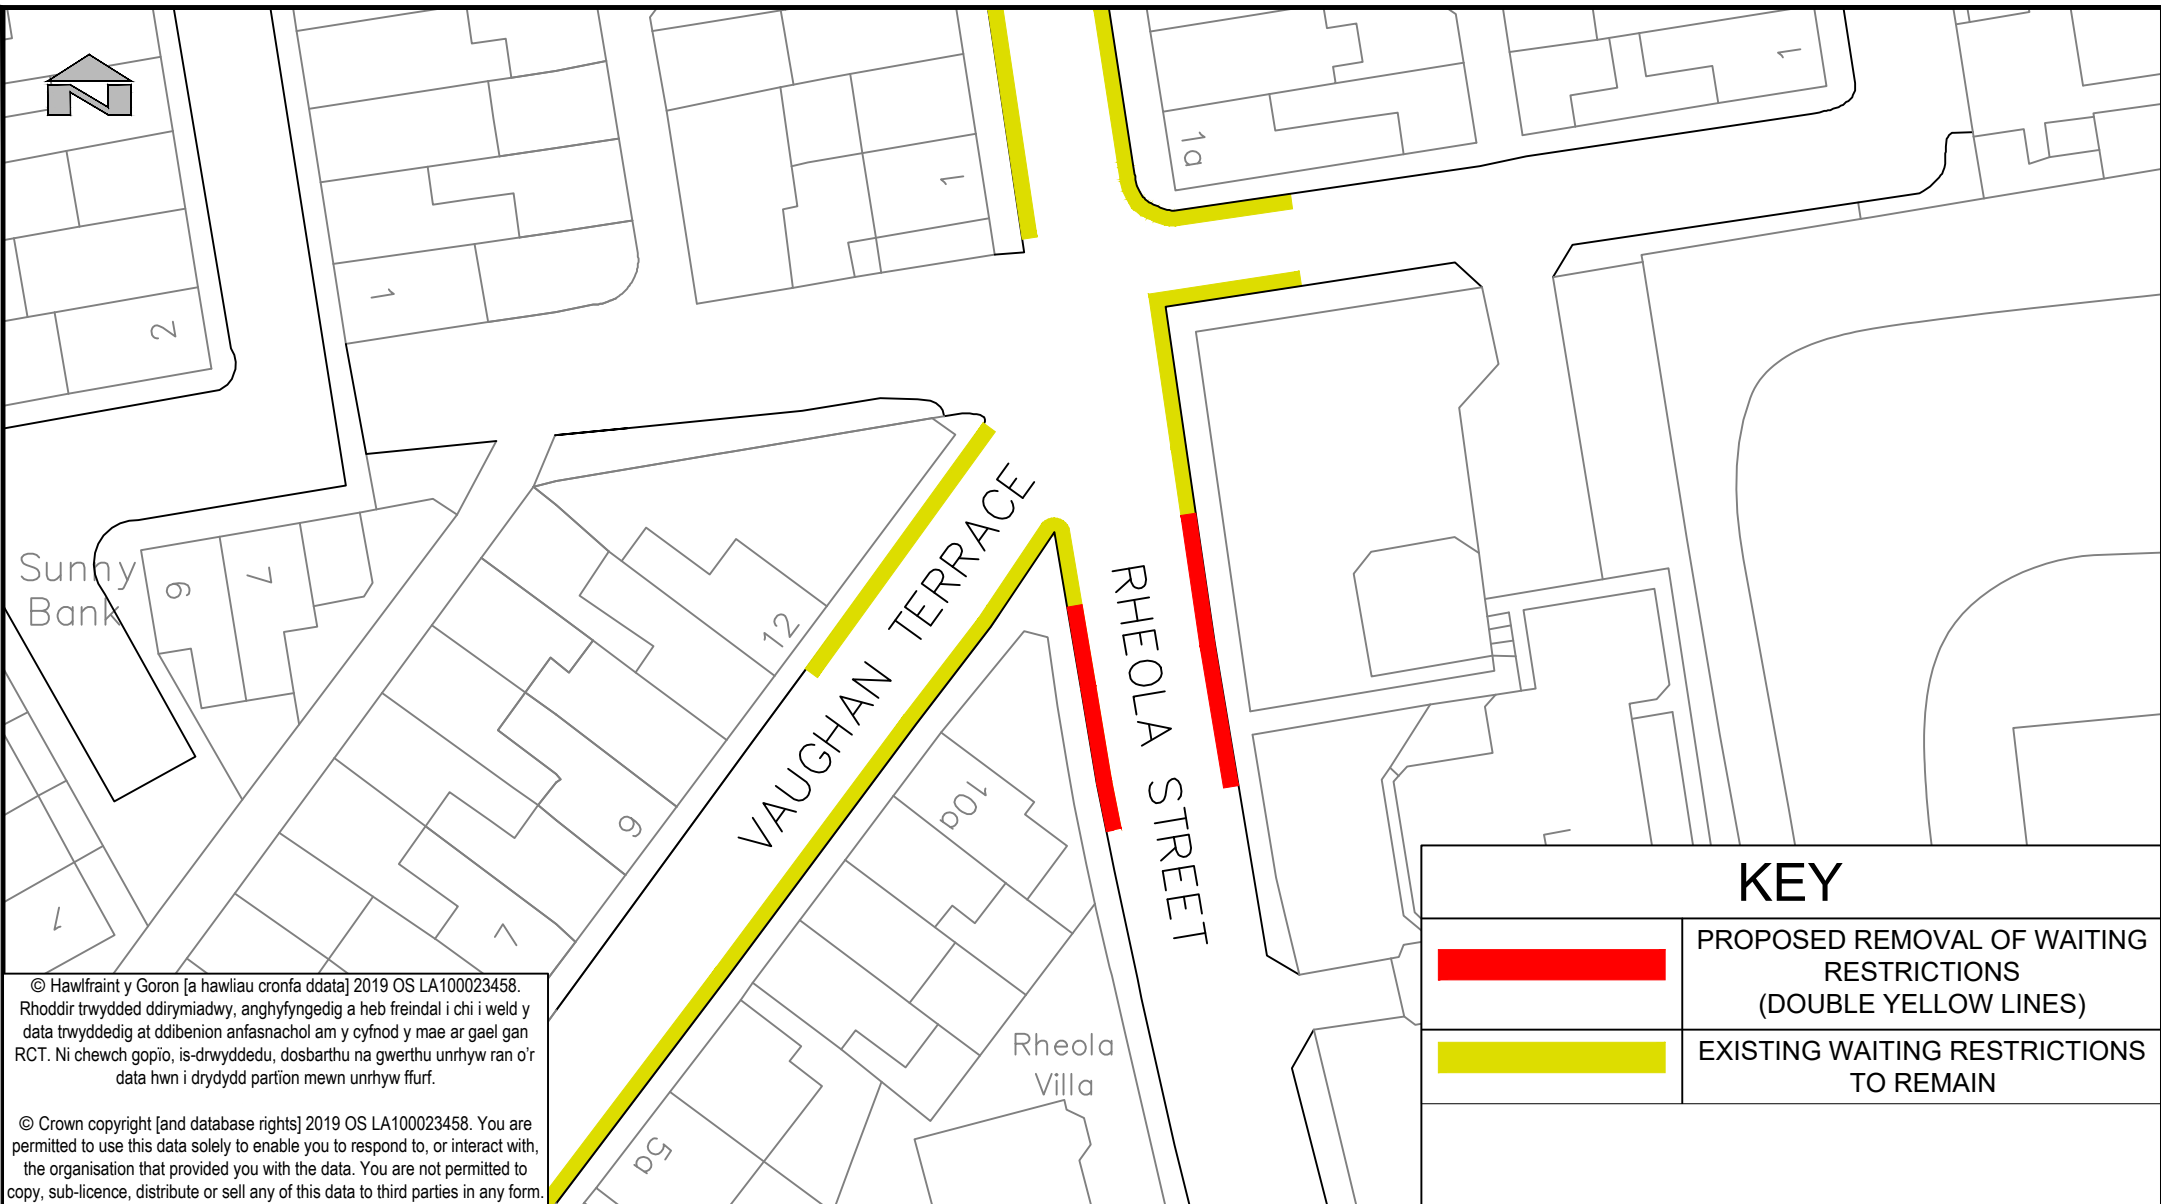 N
1
1a
1
2
1
Sunny
Bank
6
7
12
VAUGHAN TERRACE
RHEOLA STREET
10a
9
7
1
5a
Rheola
Villa
KEY
PROPOSED REMOVAL OF WAITING
RESTRICTIONS
(DOUBLE YELLOW LINES)
EXISTING WAITING RESTRICTIONS
TO REMAIN
© Hawlfraint y Goron [a hawliau cronfa ddata] 2019 OS LA100023458.
Rhoddir trwydded ddirymiadwy, anghyfyngedig a heb freindal i chi i weld y
data trwyddedig at ddibenion anfasnachol am y cyfnod y mae ar gael gan
RCT. Ni chewch gopïo, is-drwyddedu, dosbarthu na gwerthu unrhyw ran o'r
data hwn i drydydd partïon mewn unrhyw ffurf.
© Crown copyright [and database rights] 2019 OS LA100023458. You are
permitted to use this data solely to enable you to respond to, or interact with,
the organisation that provided you with the data. You are not permitted to
copy, sub-licence, distribute or sell any of this data to third parties in any form.